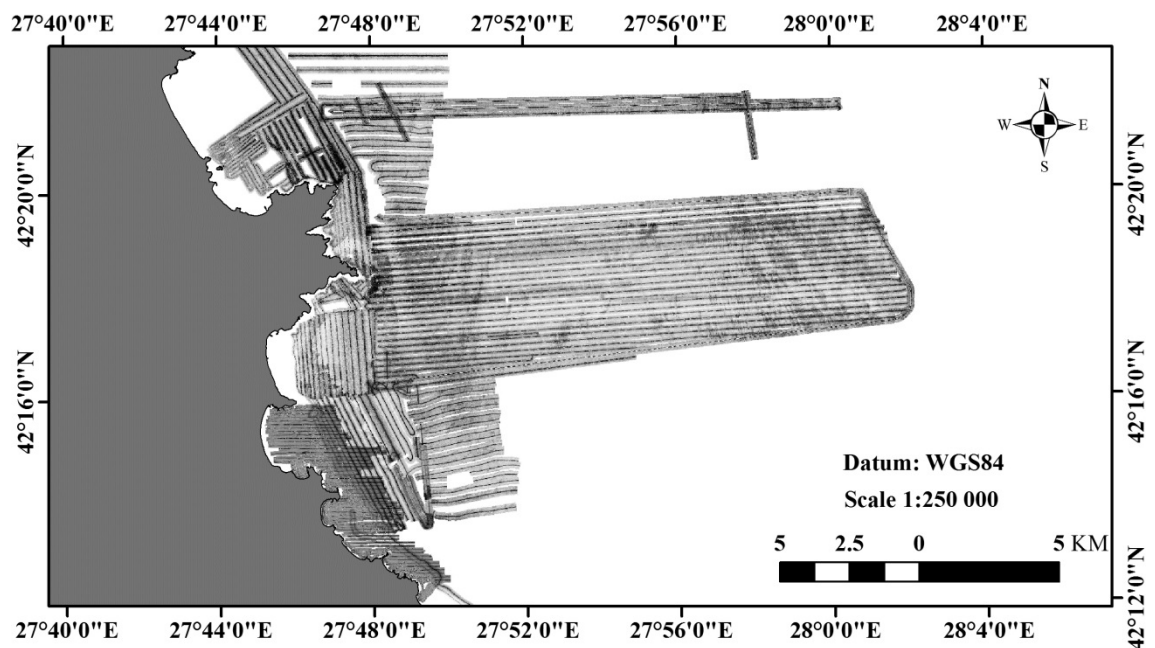 27°40'0"E 27°44'0"E 27°48'0"E 27°52'0"E 27°56'0"E 28°0'0"E 28°4'0"E
N
W E
S
42°20'0"N 42°20'0"N
42°16'0"N 42°16'0"N
Datum: WGS84
Scale 1:250 000
5 2.5 0 5 KM
42°12'0"N
27°40'0"E 27°44'0"E 27°48'0"E 27°52'0"E 27°56'0"E 28°0'0"E 28°4'0"E